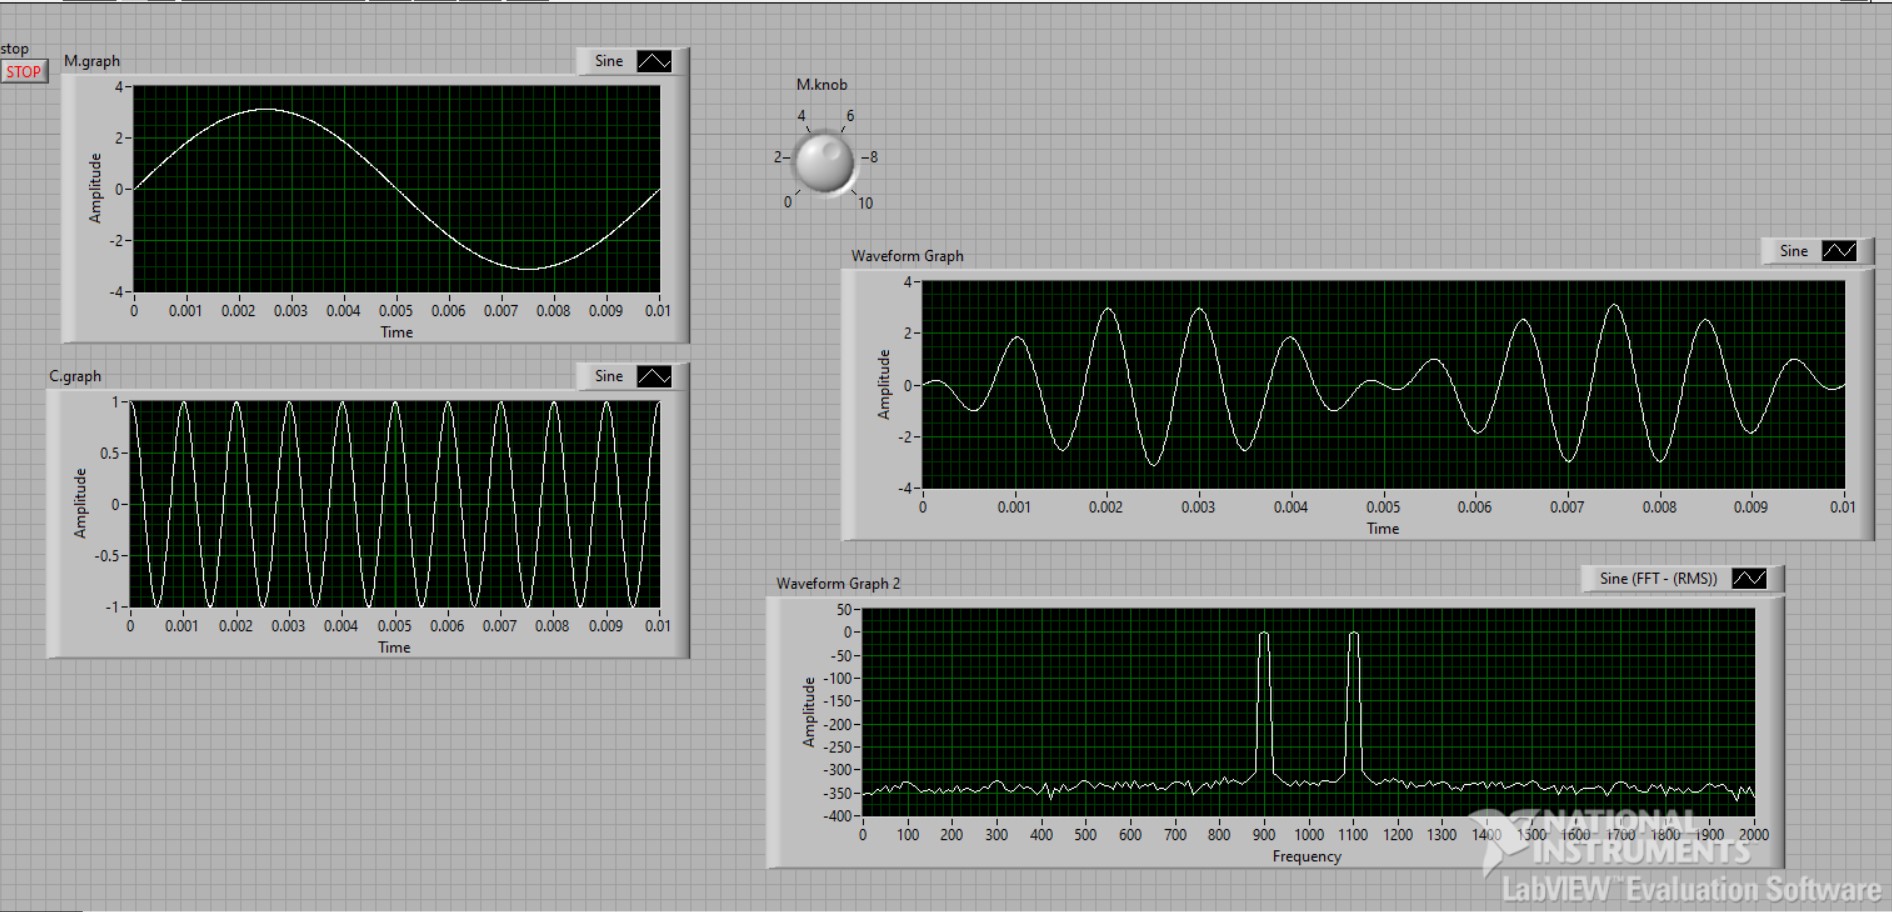 stop
STOP
M.graph
Sine
Amplitude
4
2
0
-2
-4
0 0.001 0.002 0.003 0.004 0.005 0.006 0.007 0.008 0.009 0.01
Time
M.knob
4 6
2 8
0 10
C.graph
Sine
Amplitude
1
0.5
0
-0.5
-1
0 0.001 0.002 0.003 0.004 0.005 0.006 0.007 0.008 0.009 0.01
Time
Waveform Graph
Sine
Amplitude
4
2
0
-2
-4
0 0.001 0.002 0.003 0.004 0.005 0.006 0.007 0.008 0.009 0.01
Time
Waveform Graph 2
Sine (FFT - (RMS))
Amplitude
50
0
-50
-100
-150
-200
-250
-300
-350
-400
0 100 200 300 400 500 600 700 800 900 1000 1100 1200 1300 1400 1500 1600 1700 1800 1900 2000
Frequency
NATIONAL
INSTRUMENTS
LabVIEW™ Evaluation Software